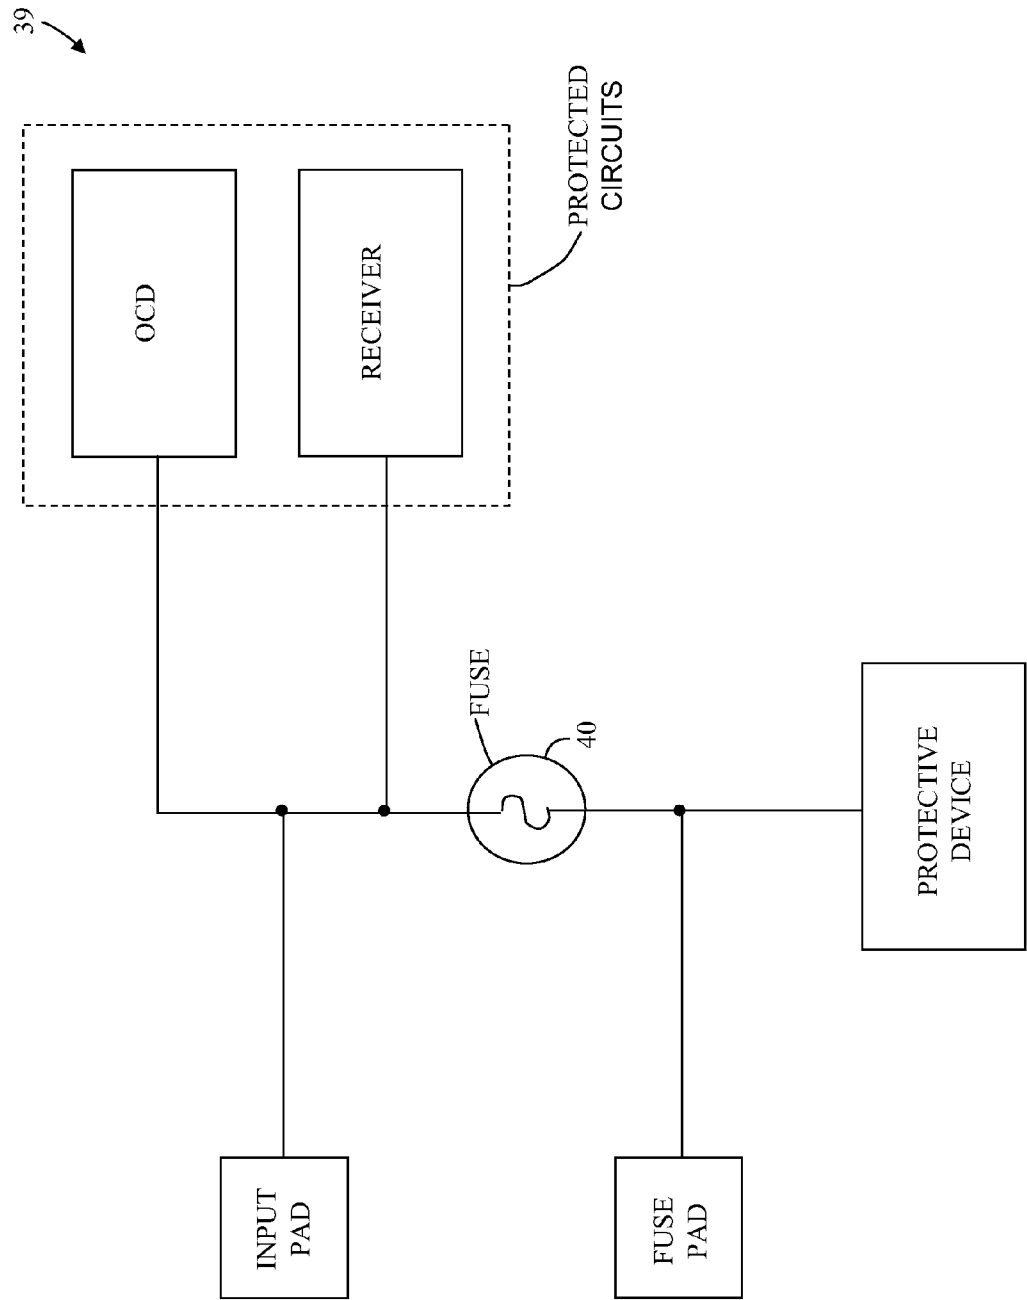 39
OCD
RECEIVER
PROTECTED
CIRCUITS
FUSE
40
INPUT
PAD
FUSE
PAD
PROTECTIVE
DEVICE